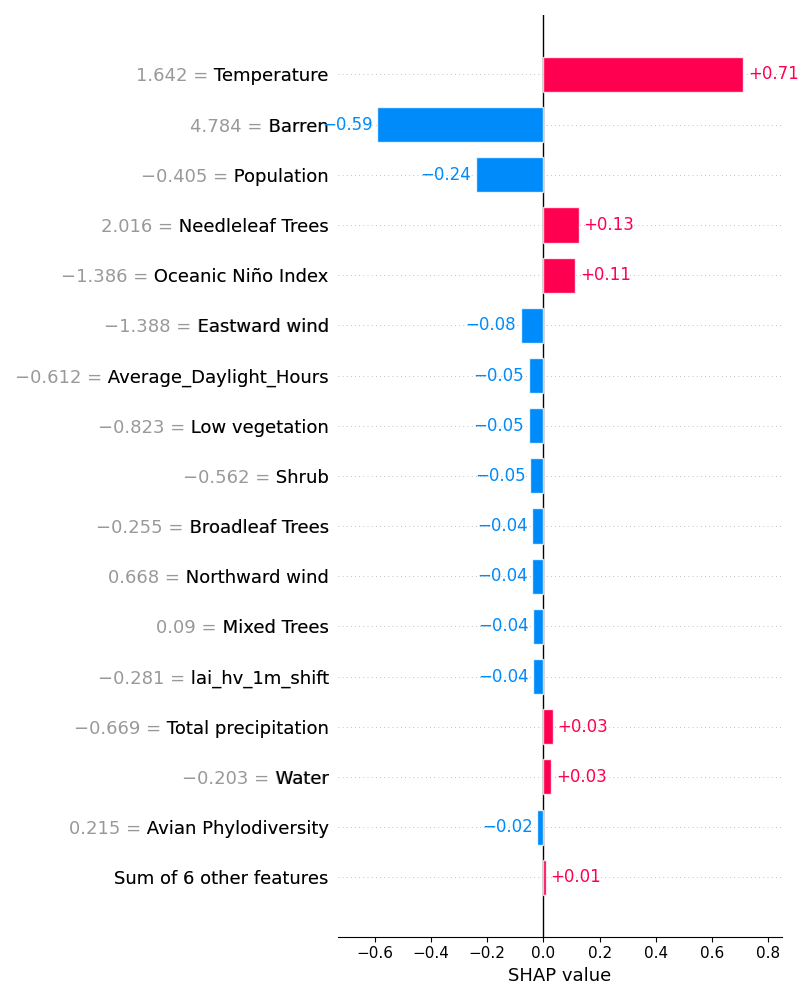 1.642 = Temperature +0.71
4.784 = Barren −0.59
−0.405 = Population −0.24
2.016 = Needleleaf Trees +0.13
−1.386 = Oceanic Niño Index +0.11
−1.388 = Eastward wind −0.08
−0.612 = Average_Daylight_Hours −0.05
−0.823 = Low vegetation −0.05
−0.562 = Shrub −0.05
−0.255 = Broadleaf Trees −0.04
0.668 = Northward wind −0.04
0.09 = Mixed Trees −0.04
−0.281 = lai_hv_1m_shift −0.04
−0.669 = Total precipitation +0.03
−0.203 = Water +0.03
0.215 = Avian Phylodiversity −0.02
Sum of 6 other features +0.01
−0.6 −0.4 −0.2 0.0 0.2 0.4 0.6 0.8
SHAP value